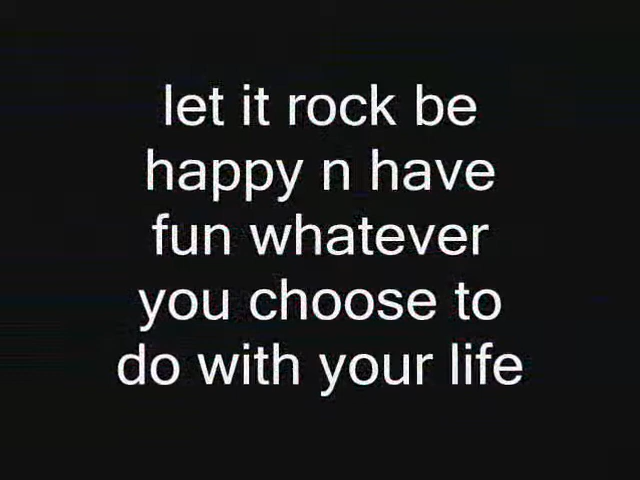 let it rock be
happy n have
fun whatever
you choose to
do with your life